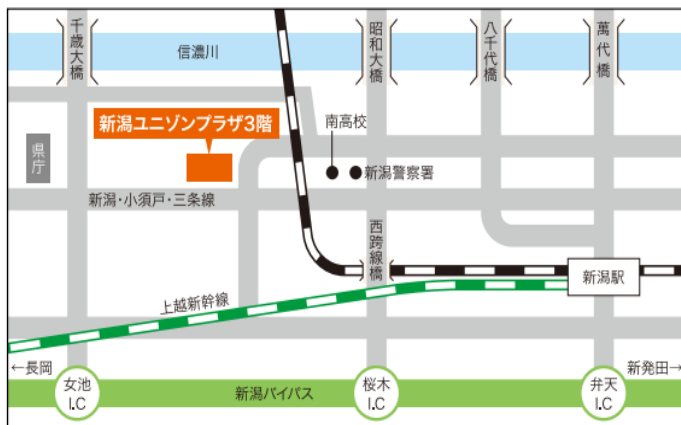 千歳大橋
信濃川
昭和大橋
八千代橋
萬代橋
新潟ユニゾンプラザ3階
南高校
県庁
新潟警察署
新潟・小須戸・三条線
西跨線橋
新潟駅
上越新幹線
←長岡
新発田→
女池
I.C
新潟バイパス
桜木
I.C
弁天
I.C